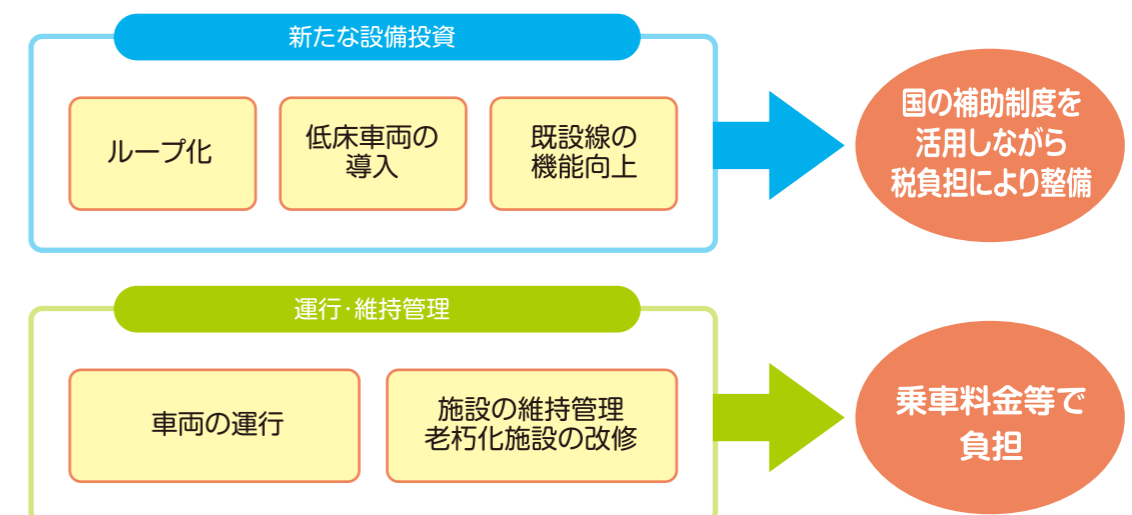 新たな設備投資
ループ化
低床車両の
導入
既設線の
機能向上
国の補助制度を
活用しながら
税負担により整備
運行･維持管理
車両の運行
施設の維持管理
老朽化施設の改修
乗車料金等で
負担